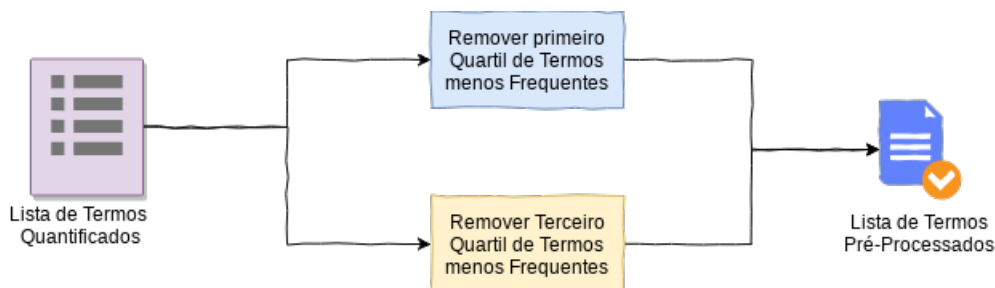 Lista de Termos
Quantificados
Remover primeiro
Quartil de Termos
menos Frequentes
Remover Terceiro
Quartil de Termos
menos Frequentes
Lista de Termos
Pré-Processados